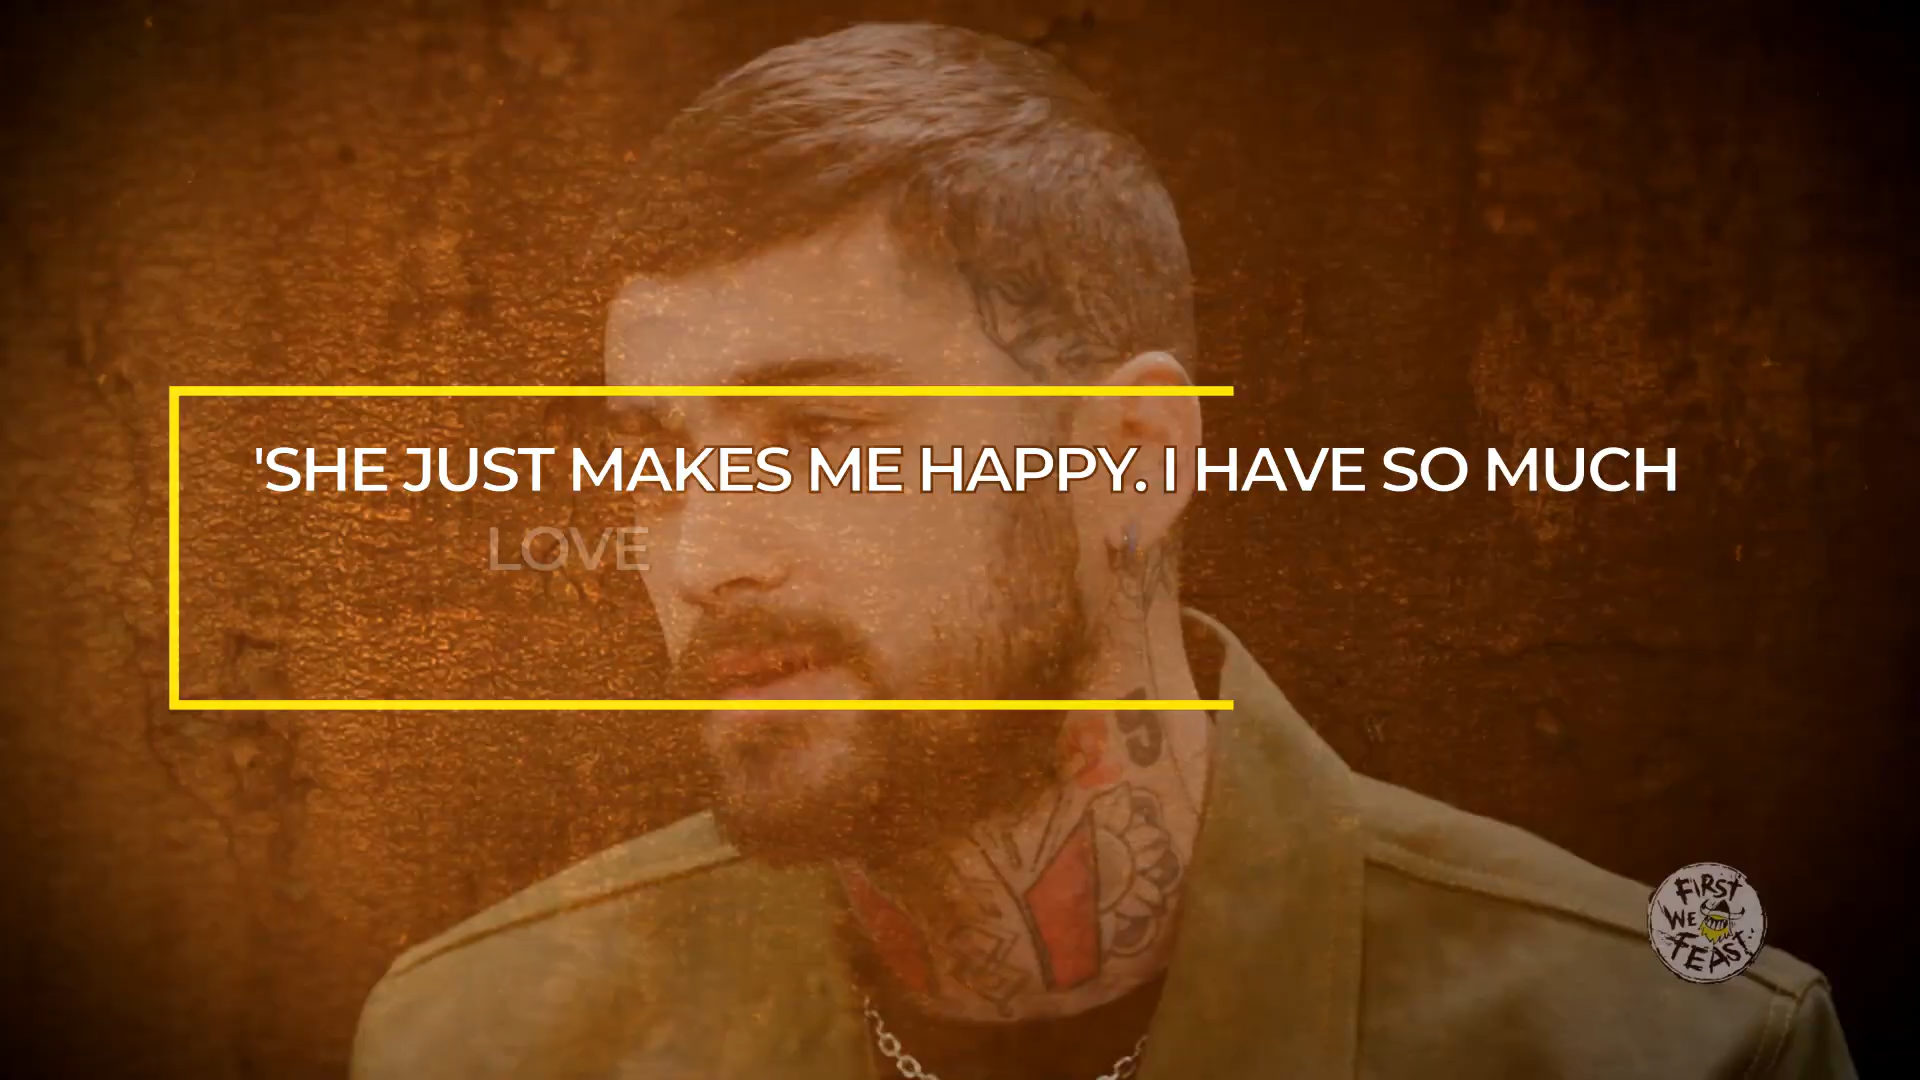 'SHE JUST MAKES ME HAPPY. I HAVE SO MUCH
LOVE
FIRST
WE
FEAST